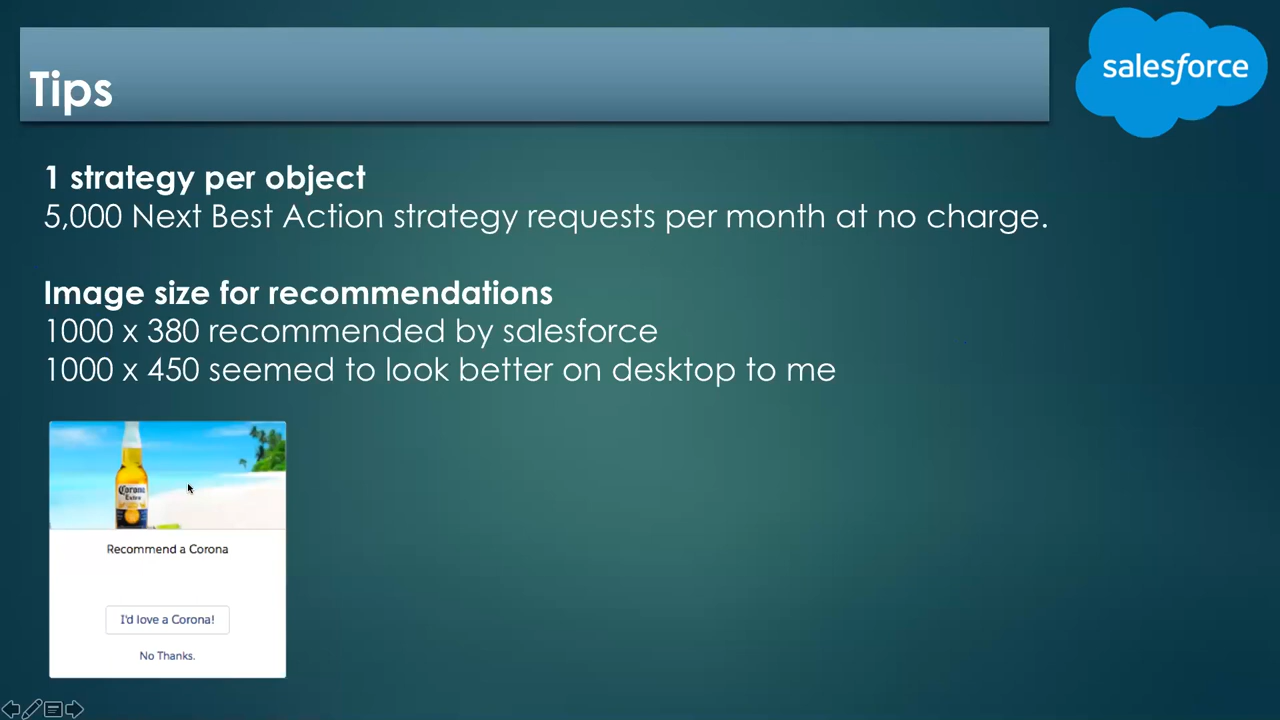 Tips
salesforce
1 strategy per object
5,000 Next Best Action strategy requests per month at no charge.
Image size for recommendations
1000 x 380 recommended by salesforce
1000 x 450 seemed to look better on desktop to me
Corona
Extra
Recommend a Corona
I'd love a Corona!
No Thanks.